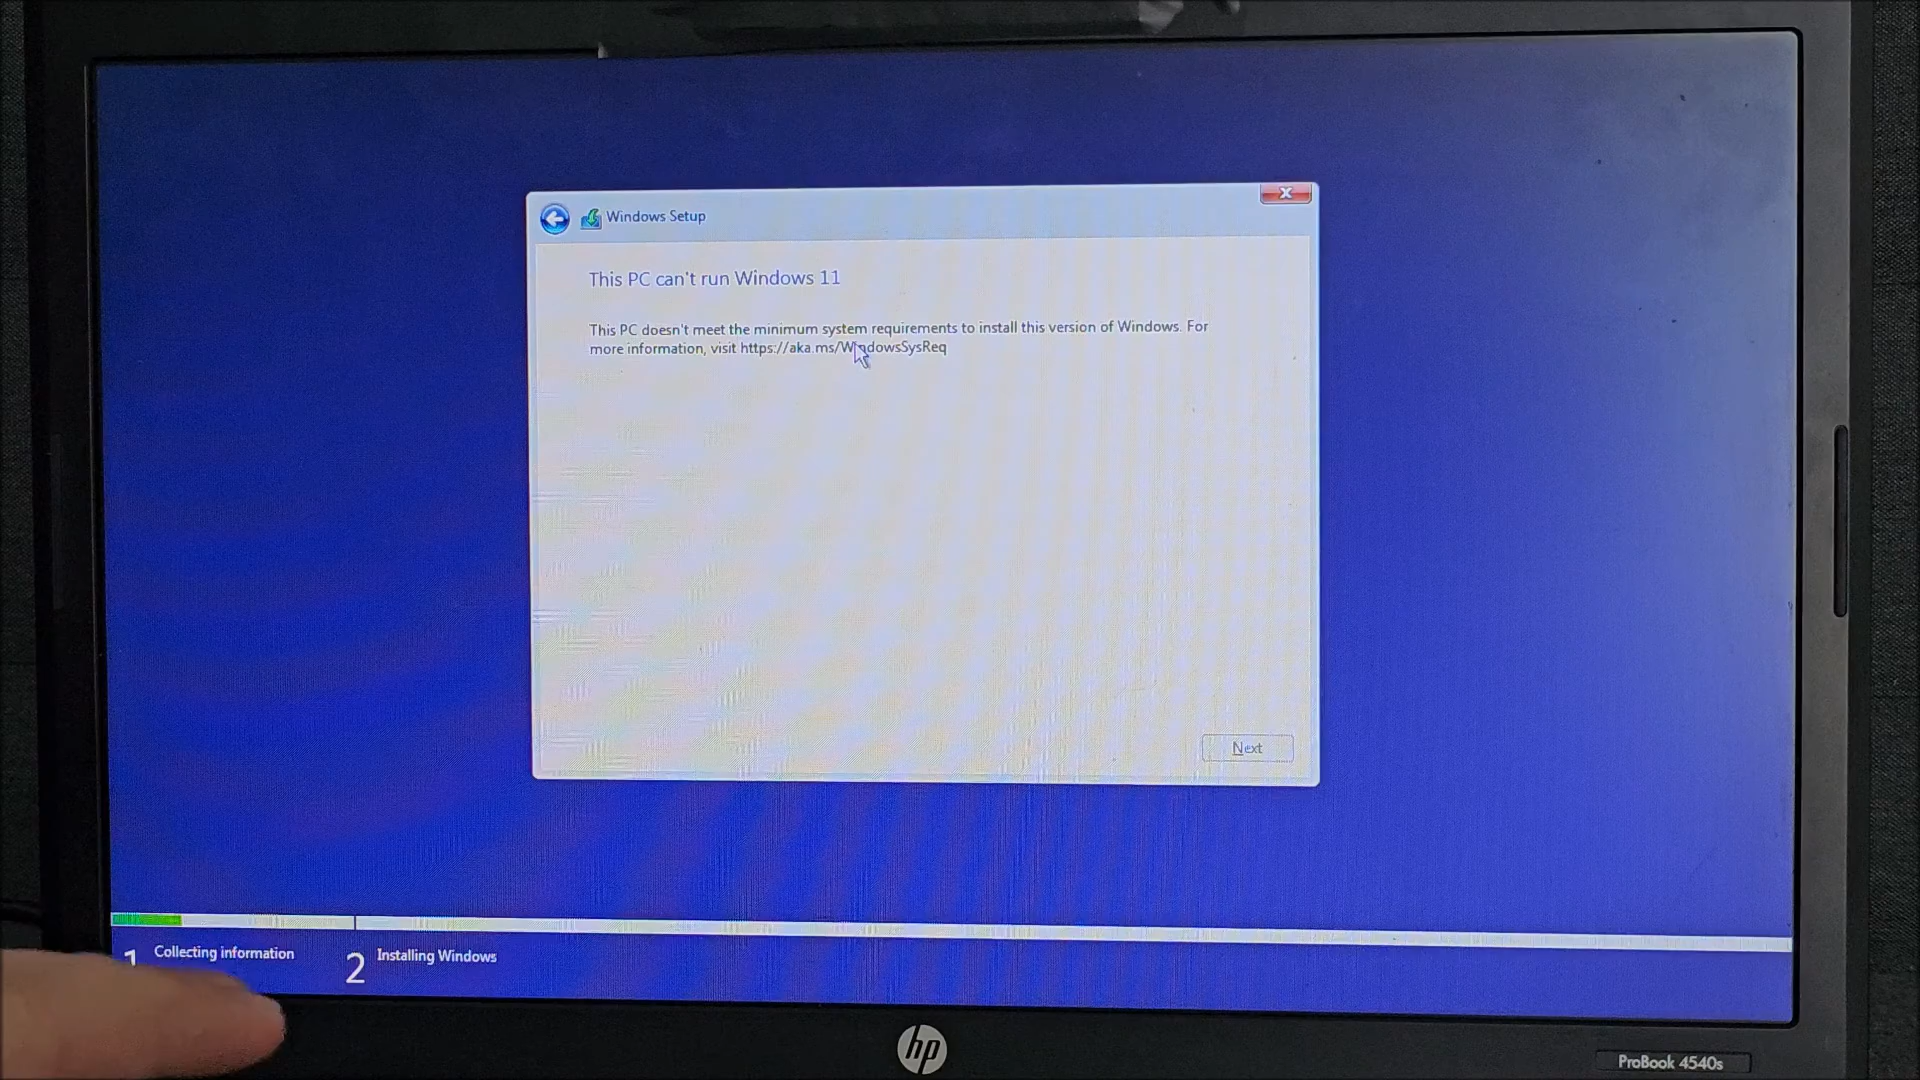 Windows Setup
This PC can't run Windows 11
This PC doesn't meet the minimum system requirements to install this version of Windows. For
more information, visit https://aka.ms/WindowsSysReq
Next
1 Collecting information
2 Installing Windows
hp
ProBook 4540s